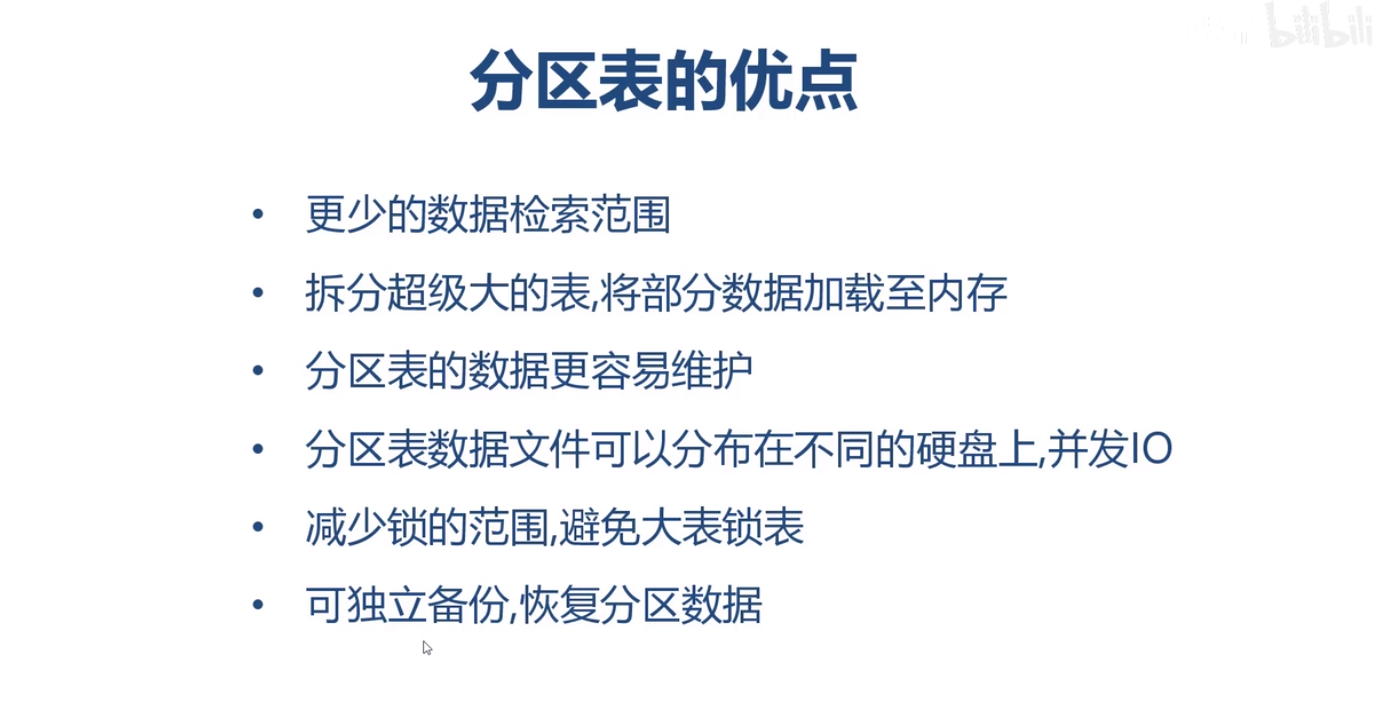 bilibili
分区表的优点
• 更少的数据检索范围
• 拆分超级大的表,将部分数据加载至内存
• 分区表的数据更容易维护
• 分区表数据文件可以分布在不同的硬盘上,并发IO
• 减少锁的范围,避免大表锁表
• 可独立备份,恢复分区数据